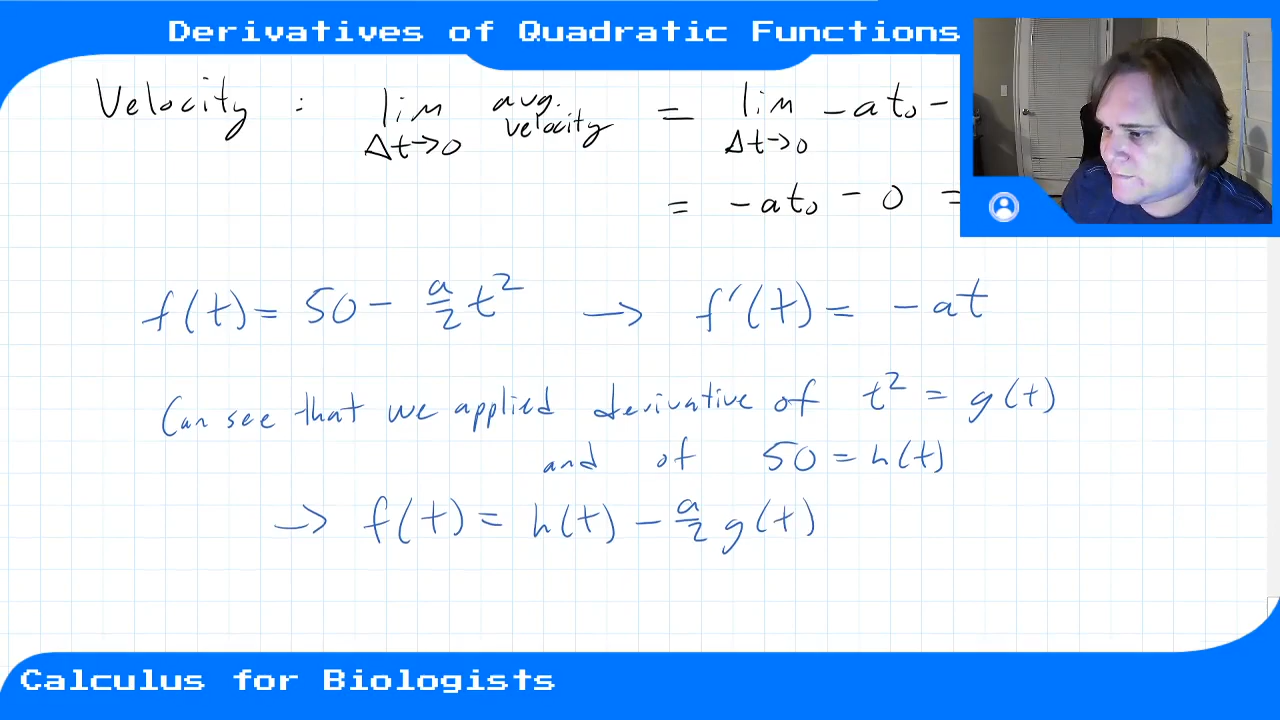 Derivatives of Quadratic Functions
Velocity : lim Δt→0 avg. velocity = lim Δt→0 -at₀ -
= -at₀ - 0 =
f(t) = 50 - a/2 t² → f'(t) = -at
Can see that we applied derivative of t² = g(t)
and of 50 = h(t)
→ f(t) = h(t) - a/2 g(t)
Calculus for Biologists